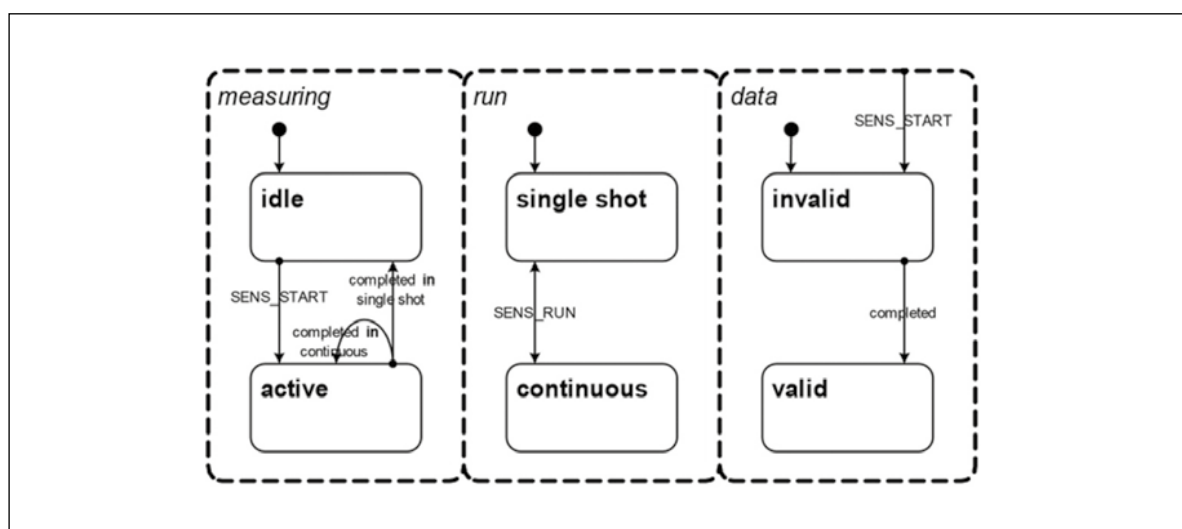 measuring
idle
SENS_START
completed in
single shot
completed in
continuous
active
run
single shot
SENS_RUN
continuous
data
SENS_START
invalid
completed
valid